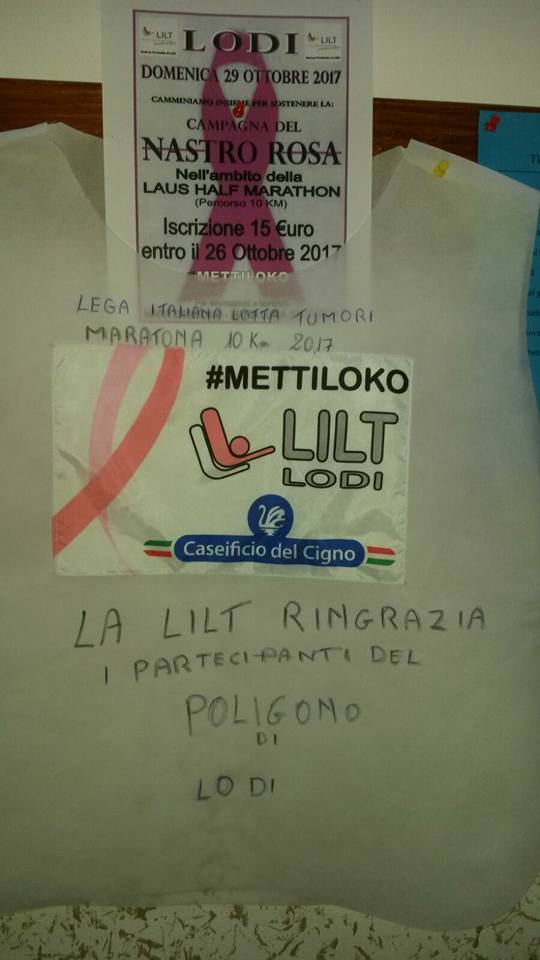 LILT
LODI
LILT
DOMENICA 29 OTTOBRE 2017
CAMMINIAMO INSIEME PER SOSTENERE LA:
CAMPAGNA DEL
NASTRO ROSA
Nell'ambito della
LAUS HALF MARATHON
(Percorso 10 KM)
Iscrizione 15 €uro
entro il 26 Ottobre 2017
#METTILOKO
LEGA ITALIANA LOTTA TUMORI
MARATONA 10 Km 2017
#METTILOKO
LILT
LODI
Caseificio del Cigno
LA LILT RINGRAZIA
I PARTECIPANTI DEL
POLIGONO
DI
LODI